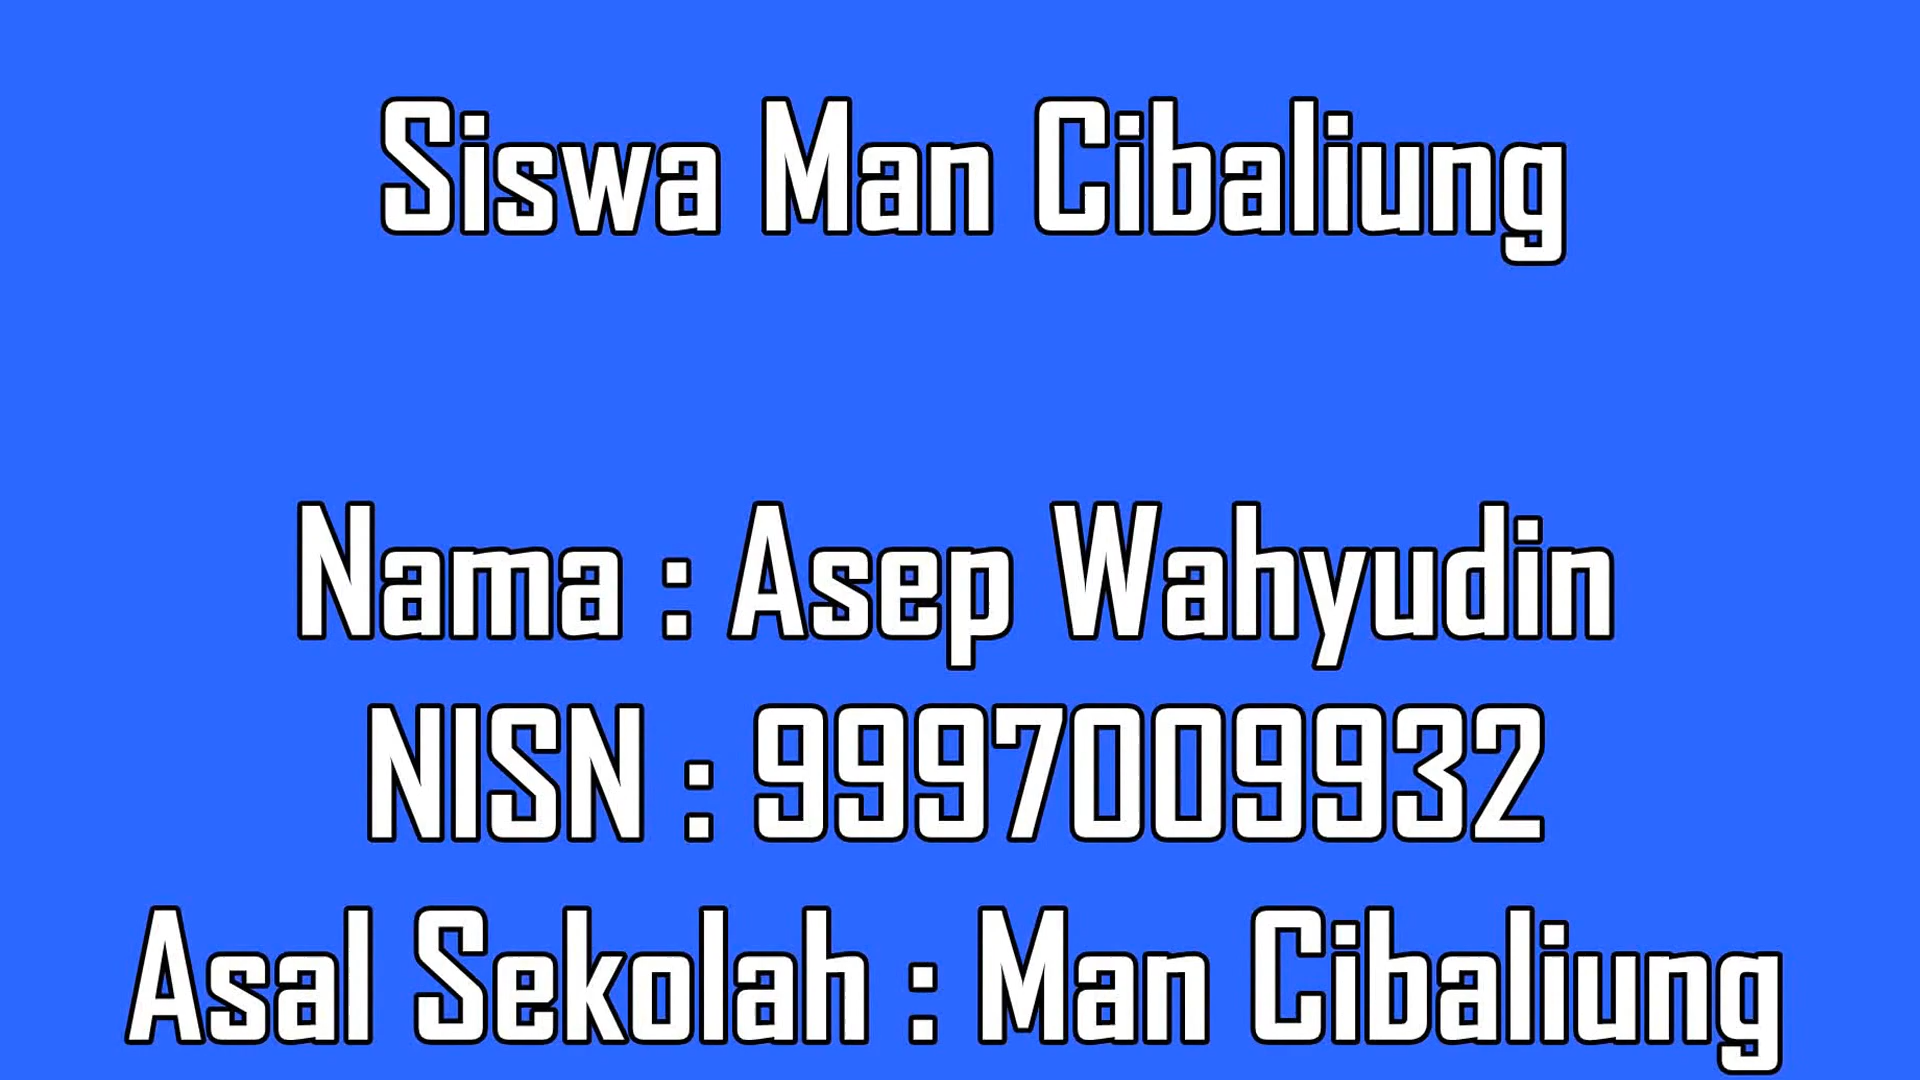 Siswa Man Cibaliung
Nama : Asep Wahyudin
NISN : 9997009932
Asal Sekolah : Man Cibaliung